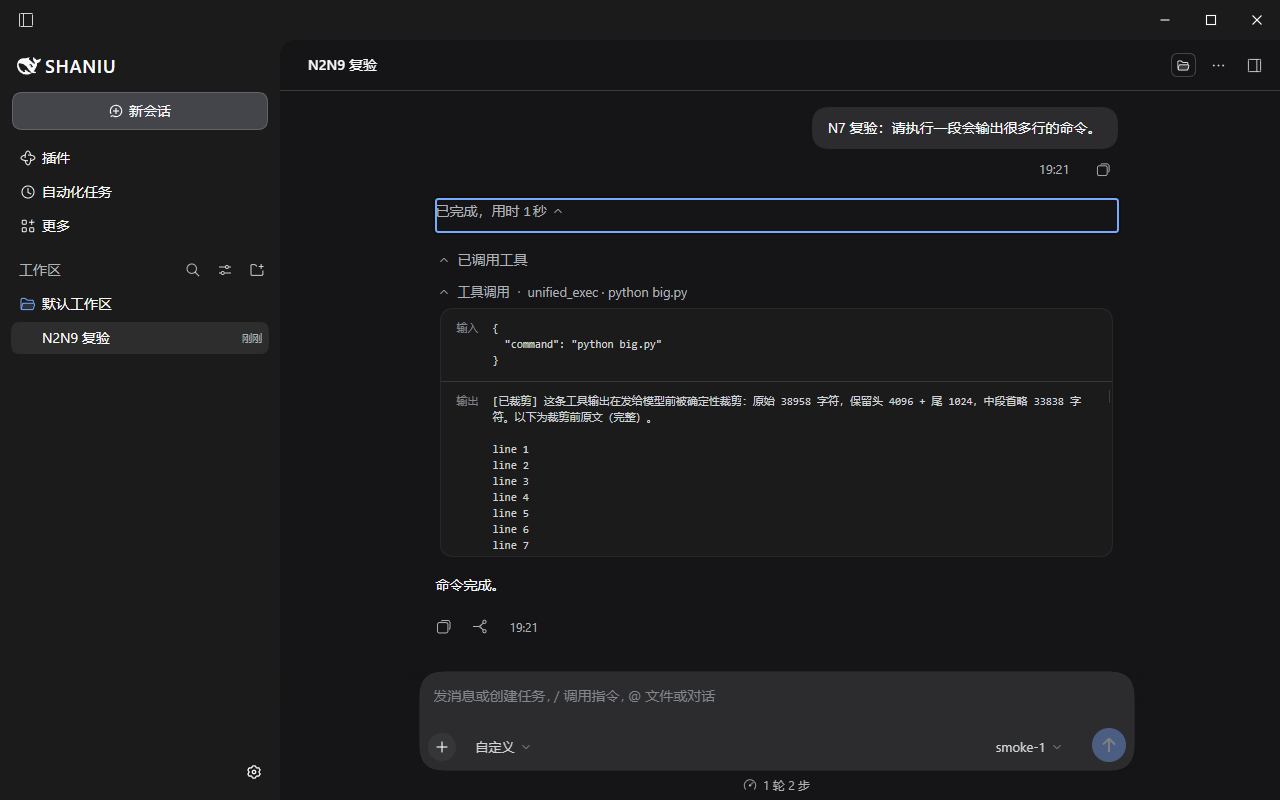 SHANIU
新会话
插件
自动化任务
更多
工作区
默认工作区
N2N9 复验
刚刚
N2N9 复验
N7 复验：请执行一段会输出很多行的命令。
19:21
已完成，用时 1 秒
已调用工具
工具调用 · unified_exec · python big.py
输入
{
"command": "python big.py"
}
输出
[已裁剪] 这条工具输出在发给模型前被确定性裁剪：原始 38958 字符，保留头 4096 + 尾 1024，中段省略 33838 字
符。以下为裁剪前原文（完整）。
line 1
line 2
line 3
line 4
line 5
line 6
line 7
命令完成。
19:21
发消息或创建任务, / 调用指令, @ 文件或对话
自定义
smoke-1
1 轮 2 步